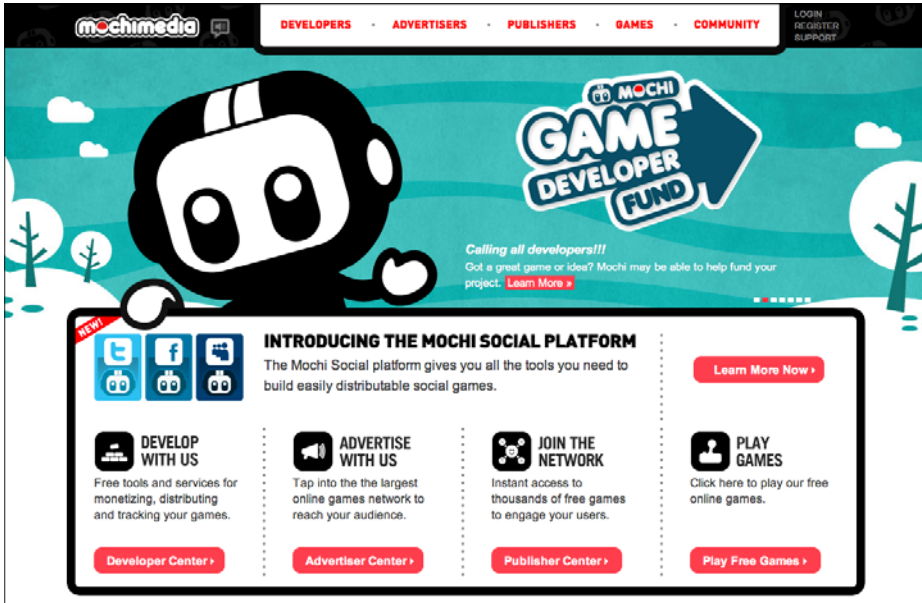 mochimedia
DEVELOPERS - ADVERTISERS - PUBLISHERS - GAMES - COMMUNITY
LOGIN
REGISTER
SUPPORT
MOCHI
GAME
DEVELOPER
FUND
Calling all developers!!!
Got a great game or idea? Mochi may be able to help fund your
project. Learn More »
NEW!
INTRODUCING THE MOCHI SOCIAL PLATFORM
The Mochi Social platform gives you all the tools you need to
build easily distributable social games.
Learn More Now ›
DEVELOP
WITH US
Free tools and services for
monetizing, distributing
and tracking your games.
Developer Center ›
ADVERTISE
WITH US
Tap into the the largest
online games network to
reach your audience.
Advertiser Center ›
JOIN THE
NETWORK
Instant access to
thousands of free games
to engage your users.
Publisher Center ›
PLAY
GAMES
Click here to play our free
online games.
Play Free Games ›